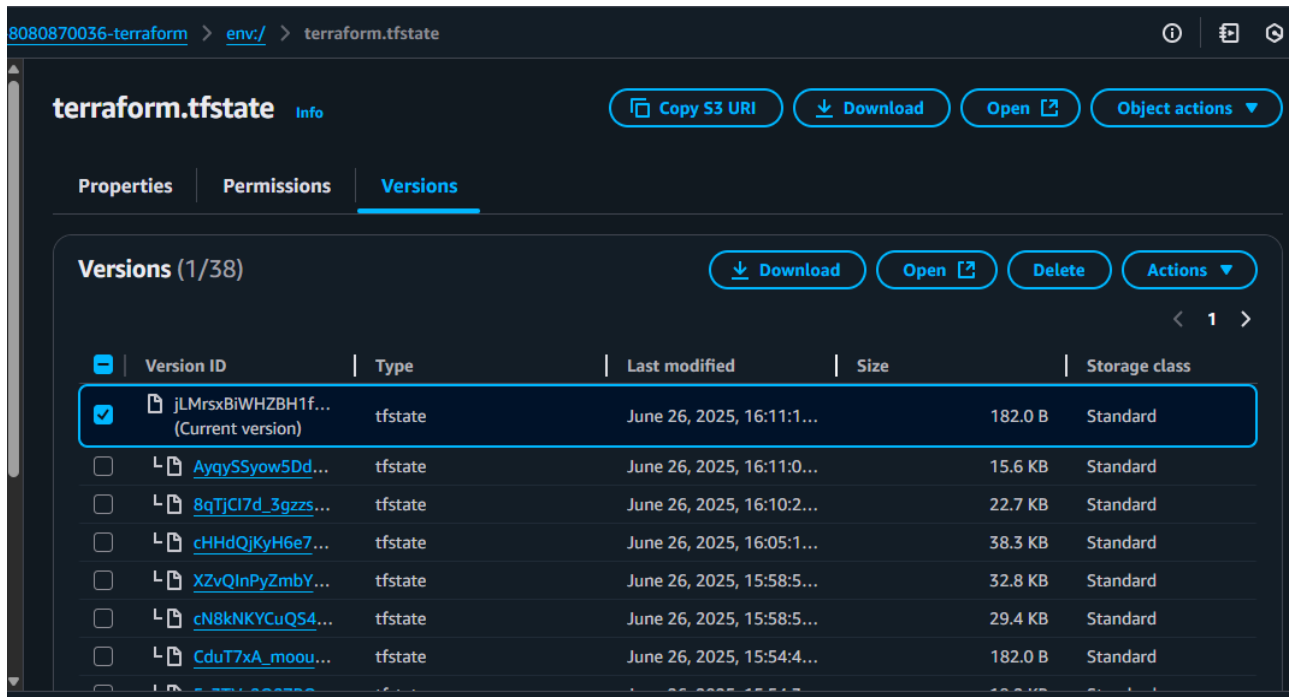 8080870036-terraform > env:/ > terraform.tfstate
terraform.tfstate Info Copy S3 URI Download Open Object actions
Properties Permissions Versions
Versions (1/38) Download Open Delete Actions
1
Version ID Type Last modified Size Storage class
jLMrsxBiWHZBH1f... tfstate June 26, 2025, 16:11:1... 182.0 B Standard
(Current version)
AyqySSyow5Dd... tfstate June 26, 2025, 16:11:0... 15.6 KB Standard
8qTjCI7d_3gzzs... tfstate June 26, 2025, 16:10:2... 22.7 KB Standard
cHHdQjKyH6e7... tfstate June 26, 2025, 16:05:1... 38.3 KB Standard
XZvQInPyZmbY... tfstate June 26, 2025, 15:58:5... 32.8 KB Standard
cN8kNKYCuQS4... tfstate June 26, 2025, 15:58:5... 29.4 KB Standard
CduT7xA_moou... tfstate June 26, 2025, 15:54:4... 182.0 B Standard